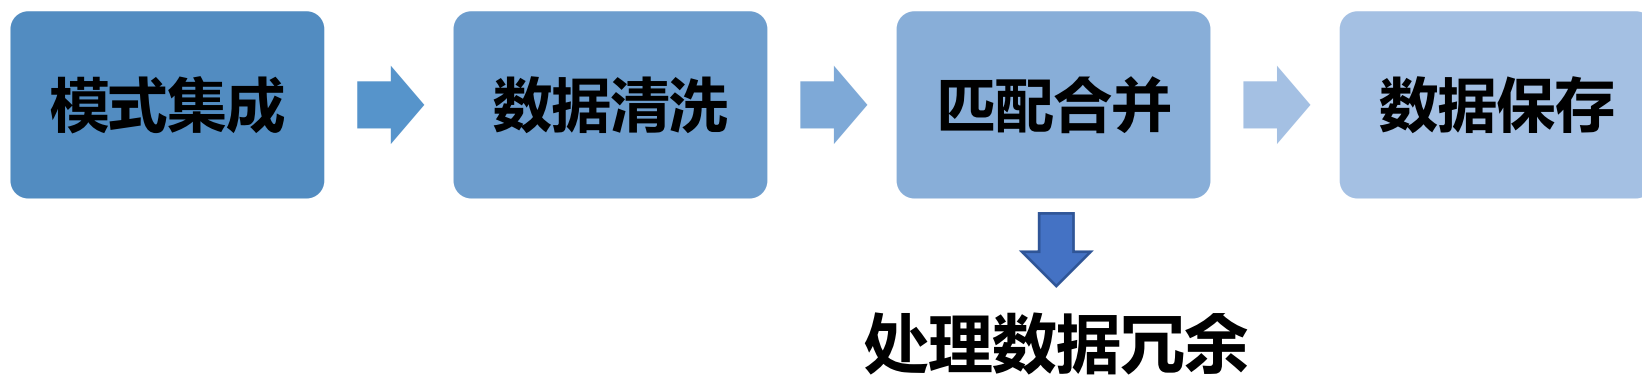 模式集成
数据清洗
匹配合并
数据保存
处理数据冗余